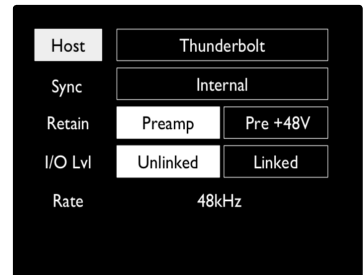 Host Thunderbolt
Sync Internal
Retain Preamp Pre +48V
I/O Lvl Unlinked Linked
Rate 48kHz